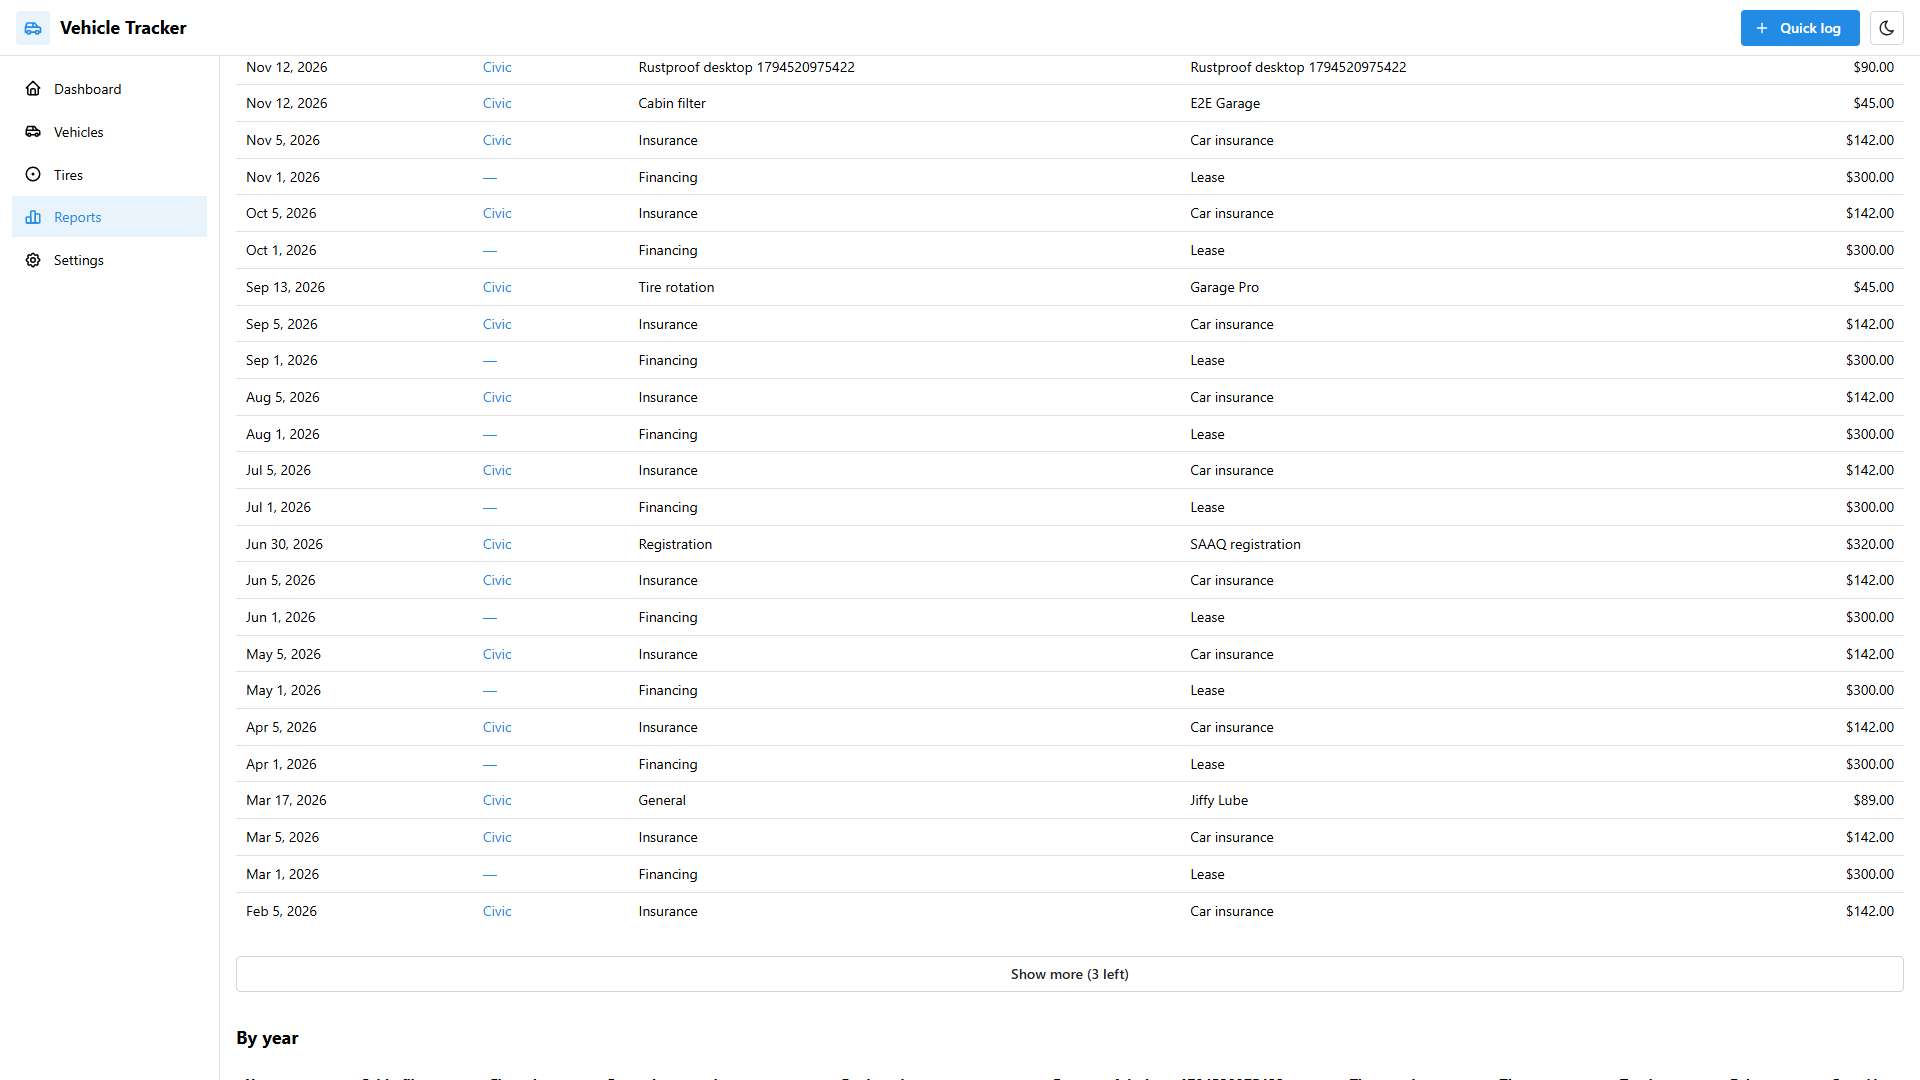 Vehicle Tracker
Quick log
Dashboard
Vehicles
Tires
Reports
Settings
Nov 12, 2026 Civic Rustproof desktop 1794520975422 Rustproof desktop 1794520975422 $90.00
Nov 12, 2026 Civic Cabin filter E2E Garage $45.00
Nov 5, 2026 Civic Insurance Car insurance $142.00
Nov 1, 2026 — Financing Lease $300.00
Oct 5, 2026 Civic Insurance Car insurance $142.00
Oct 1, 2026 — Financing Lease $300.00
Sep 13, 2026 Civic Tire rotation Garage Pro $45.00
Sep 5, 2026 Civic Insurance Car insurance $142.00
Sep 1, 2026 — Financing Lease $300.00
Aug 5, 2026 Civic Insurance Car insurance $142.00
Aug 1, 2026 — Financing Lease $300.00
Jul 5, 2026 Civic Insurance Car insurance $142.00
Jul 1, 2026 — Financing Lease $300.00
Jun 30, 2026 Civic Registration SAAQ registration $320.00
Jun 5, 2026 Civic Insurance Car insurance $142.00
Jun 1, 2026 — Financing Lease $300.00
May 5, 2026 Civic Insurance Car insurance $142.00
May 1, 2026 — Financing Lease $300.00
Apr 5, 2026 Civic Insurance Car insurance $142.00
Apr 1, 2026 — Financing Lease $300.00
Mar 17, 2026 Civic General Jiffy Lube $89.00
Mar 5, 2026 Civic Insurance Car insurance $142.00
Mar 1, 2026 — Financing Lease $300.00
Feb 5, 2026 Civic Insurance Car insurance $142.00
Show more (3 left)
By year